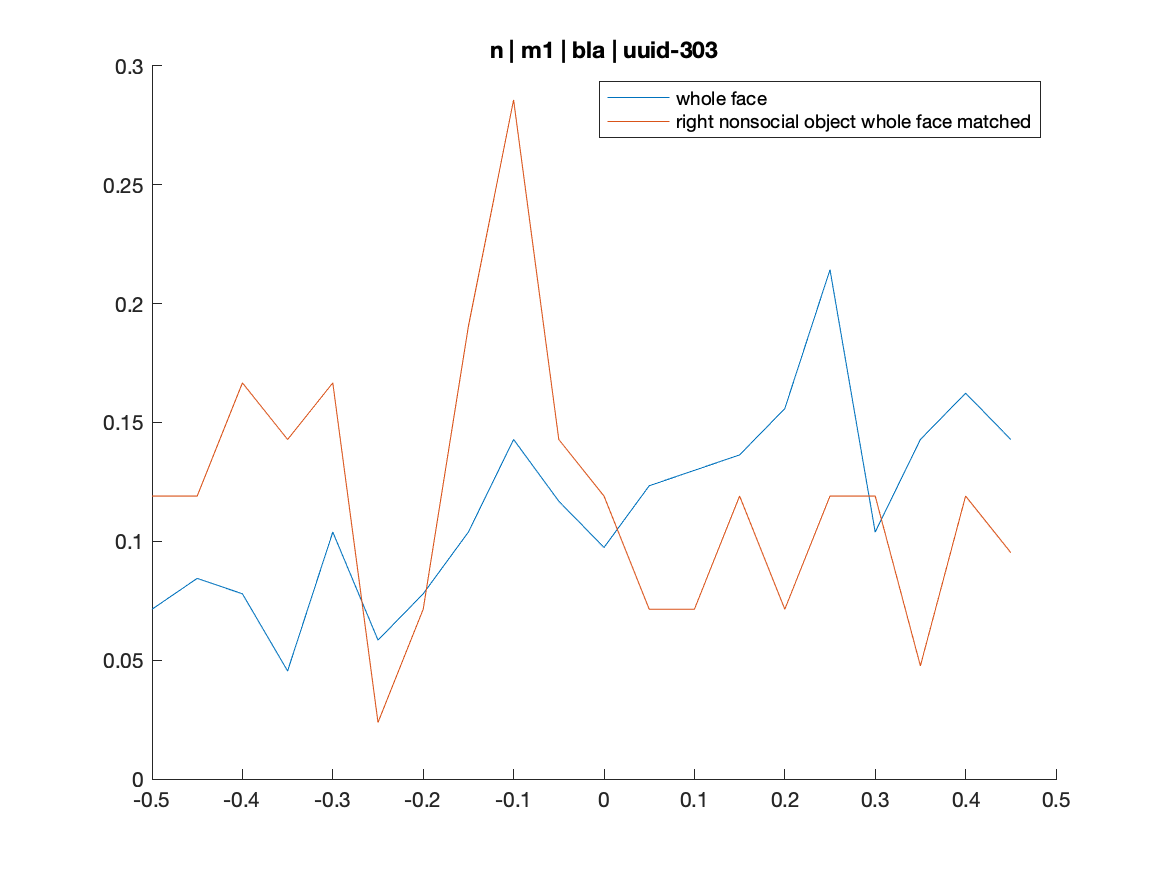 n | m1 | bla | uuid-303
0.3
whole face
right nonsocial object whole face matched
0.25
0.2
0.15
0.1
0.05
0
-0.5 -0.4 -0.3 -0.2 -0.1 0 0.1 0.2 0.3 0.4 0.5